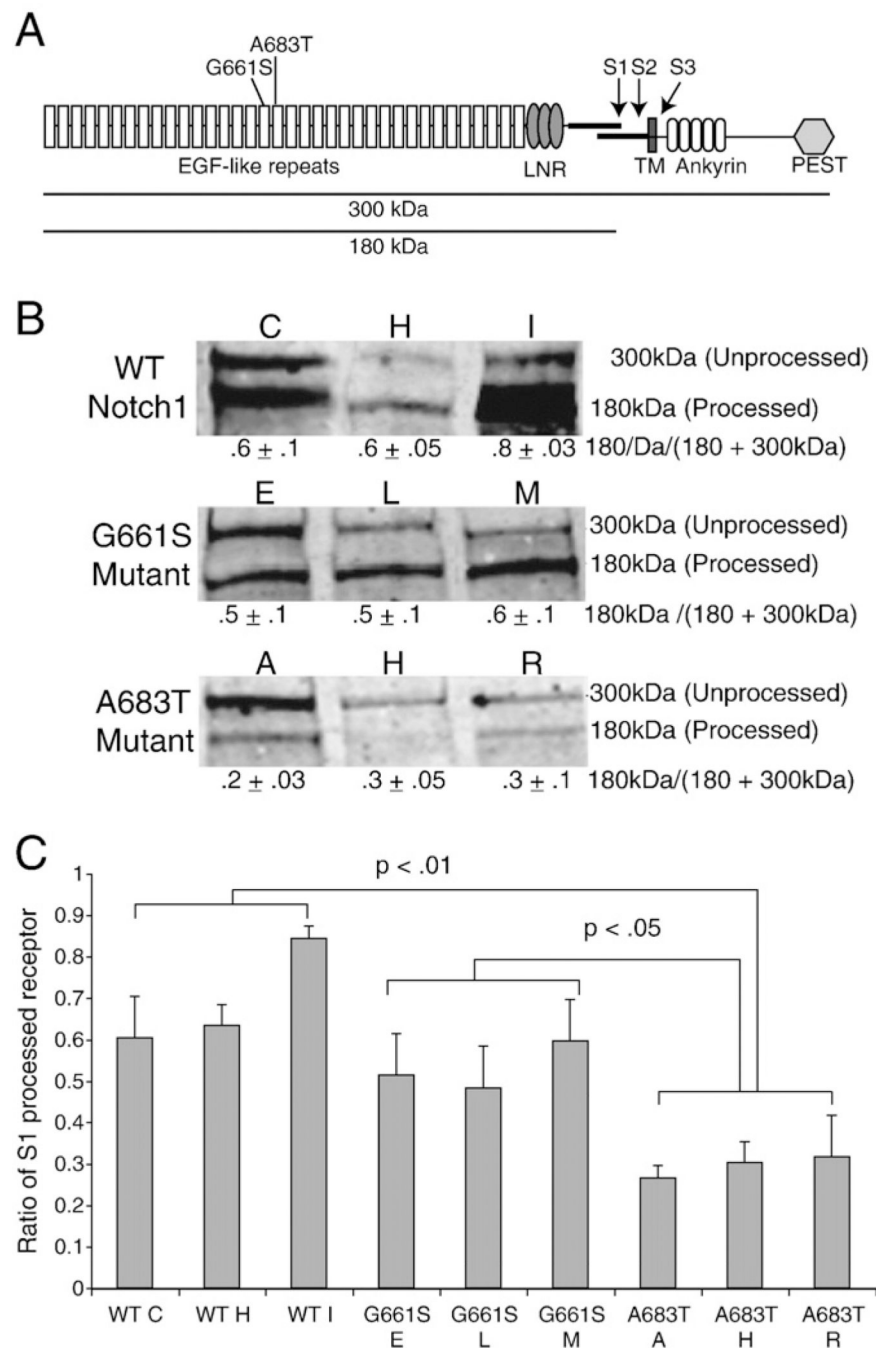 A
A683T
G661S
S1 S2 S3
EGF-like repeats
LNR
TM
Ankyrin
PEST
300 kDa
180 kDa
B
C H I
WT
Notch1
300kDa (Unprocessed)
180kDa (Processed)
.6 ± .1 .6 ± .05 .8 ± .03 180/Da/(180 + 300kDa)
E L M
G661S
Mutant
300kDa (Unprocessed)
180kDa (Processed)
.5 ± .1 .5 ± .1 .6 ± .1 180kDa /(180 + 300kDa)
A H R
A683T
Mutant
300kDa (Unprocessed)
180kDa (Processed)
.2 ± .03 .3 ± .05 .3 ± .1 180kDa/(180 + 300kDa)
C
Ratio of S1 processed receptor
1
0.9
0.8
0.7
0.6
0.5
0.4
0.3
0.2
0.1
0
p < .01
p < .05
WT C
WT H
WT I
G661S
E
G661S
L
G661S
M
A683T
A
A683T
H
A683T
R